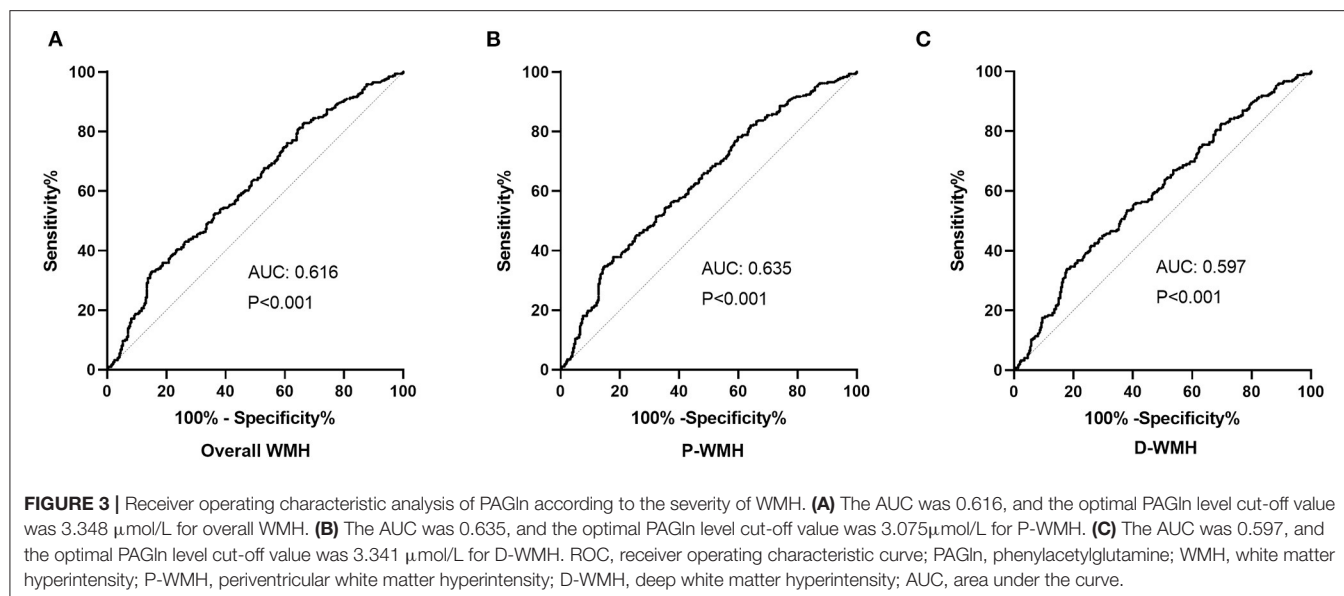 A
100
80
60
40
20
0
Sensitivity%
0 20 40 60 80 100
100% - Specificity%
Overall WMH
AUC: 0.616
P<0.001
B
100
80
60
40
20
0
Sensitivity%
0 20 40 60 80 100
100% -Specificity%
P-WMH
AUC: 0.635
P<0.001
C
100
80
60
40
20
0
Sensitivity%
0 20 40 60 80 100
100% -Specificity%
D-WMH
AUC: 0.597
P<0.001
FIGURE 3 | Receiver operating characteristic analysis of PAGln according to the severity of WMH. (A) The AUC was 0.616, and the optimal PAGln level cut-off value
was 3.348 μmol/L for overall WMH. (B) The AUC was 0.635, and the optimal PAGln level cut-off value was 3.075μmol/L for P-WMH. (C) The AUC was 0.597, and
the optimal PAGln level cut-off value was 3.341 μmol/L for D-WMH. ROC, receiver operating characteristic curve; PAGln, phenylacetylglutamine; WMH, white matter
hyperintensity; P-WMH, periventricular white matter hyperintensity; D-WMH, deep white matter hyperintensity; AUC, area under the curve.